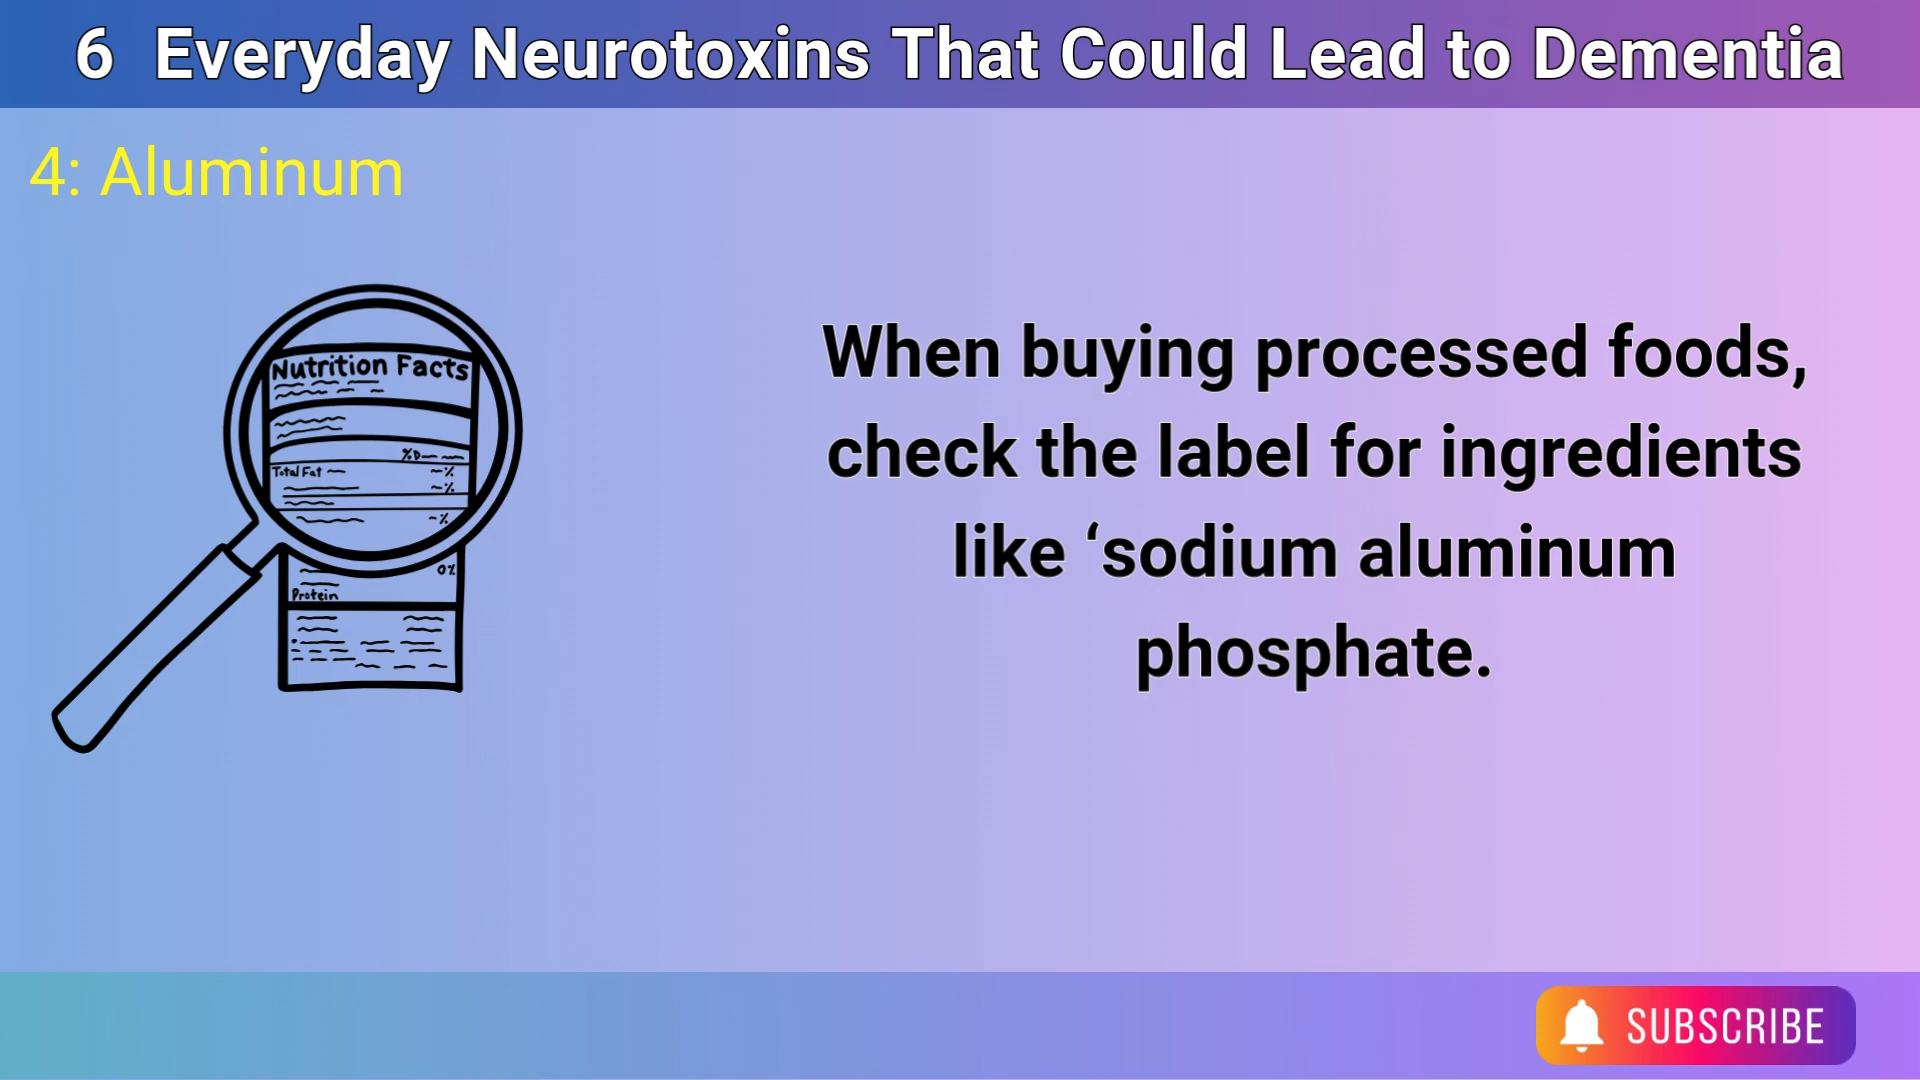 6 Everyday Neurotoxins That Could Lead to Dementia
4: Aluminum
Nutrition Facts
%D
Total Fat
%
%
%
0%
Protein
When buying processed foods,
check the label for ingredients
like ‘sodium aluminum
phosphate.
SUBSCRIBE